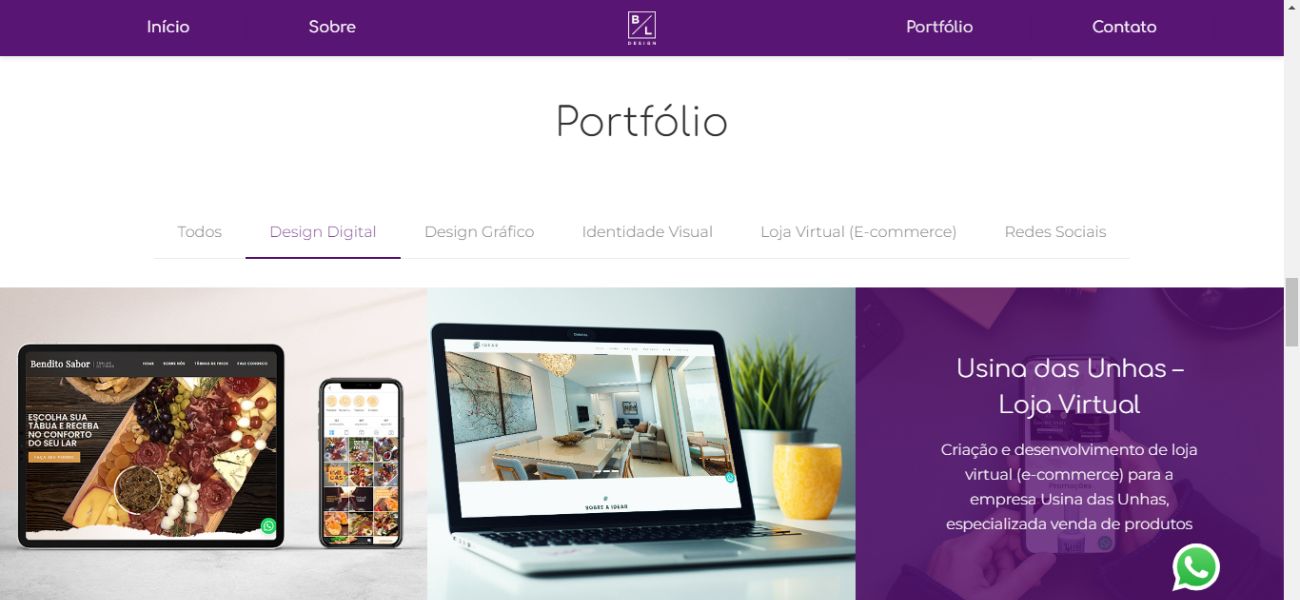 Início
Sobre
B
L
DESIGN
Portfólio
Contato
Portfólio
Todos
Design Digital
Design Gráfico
Identidade Visual
Loja Virtual (E-commerce)
Redes Sociais
Bendito Sabor
HOME
SOBRE NÓS
TÁBUA DE FRIOS
FALE CONOSCO
ESCOLHA SUA
TÁBUA E RECEBA
NO CONFORTO
DO SEU LAR
FAÇA SEU PEDIDO
IDEAR
SOBRE A IDEAR
Usina das Unhas –
Loja Virtual
Criação e desenvolvimento de loja
virtual (e-commerce) para a
empresa Usina das Unhas,
especializada venda de produtos
Promoções